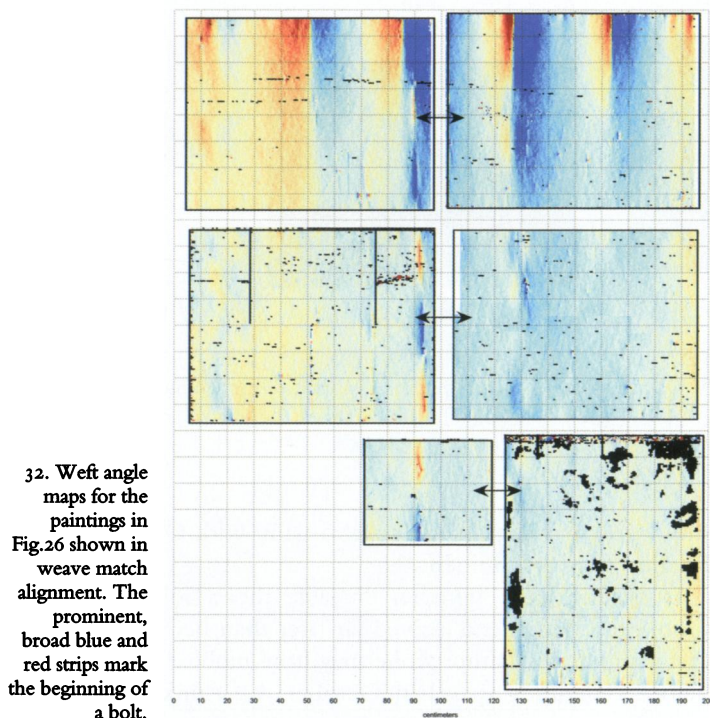 32. Weft angle
maps for the
paintings in
Fig.26 shown in
weave match
alignment. The
prominent,
broad blue and
red strips mark
the beginning of
a bolt.
0 10 20 30 40 50 60 70 80 90 100 110 120 130 140 150 160 170 180 190 20
centimeters